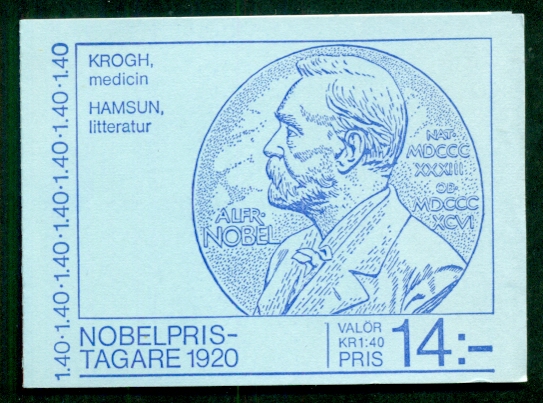 1.40·1.40·1.40·1.40·1.40·1.40·1.40
KROGH,
medicin
HAMSUN,
litteratur
ALFR·
NOBEL
NAT·
MDCCC
XXXIII
OB·
MDCCC
XCVI
NOBELPRIS-
TAGARE 1920
VALÖR
KR1:40
PRIS
14:-